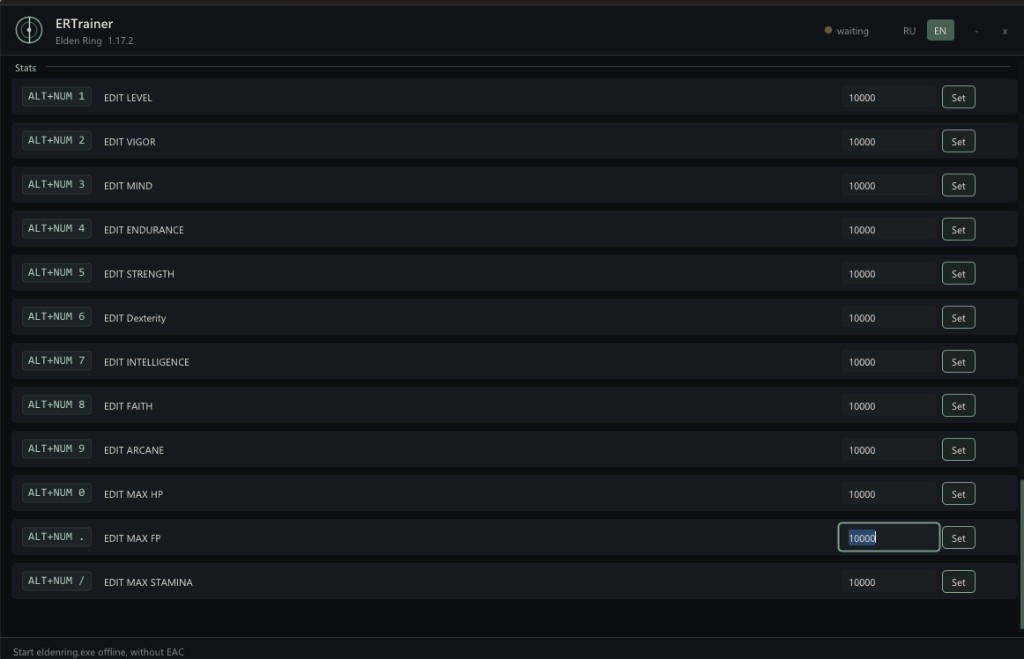 ERTrainer
Elden Ring 1.17.2
waiting RU EN - x
Stats
ALT+NUM 1 EDIT LEVEL 10000 Set
ALT+NUM 2 EDIT VIGOR 10000 Set
ALT+NUM 3 EDIT MIND 10000 Set
ALT+NUM 4 EDIT ENDURANCE 10000 Set
ALT+NUM 5 EDIT STRENGTH 10000 Set
ALT+NUM 6 EDIT Dexterity 10000 Set
ALT+NUM 7 EDIT INTELLIGENCE 10000 Set
ALT+NUM 8 EDIT FAITH 10000 Set
ALT+NUM 9 EDIT ARCANE 10000 Set
ALT+NUM 0 EDIT MAX HP 10000 Set
ALT+NUM . EDIT MAX FP 10000 Set
ALT+NUM / EDIT MAX STAMINA 10000 Set
Start eldenring.exe offline, without EAC